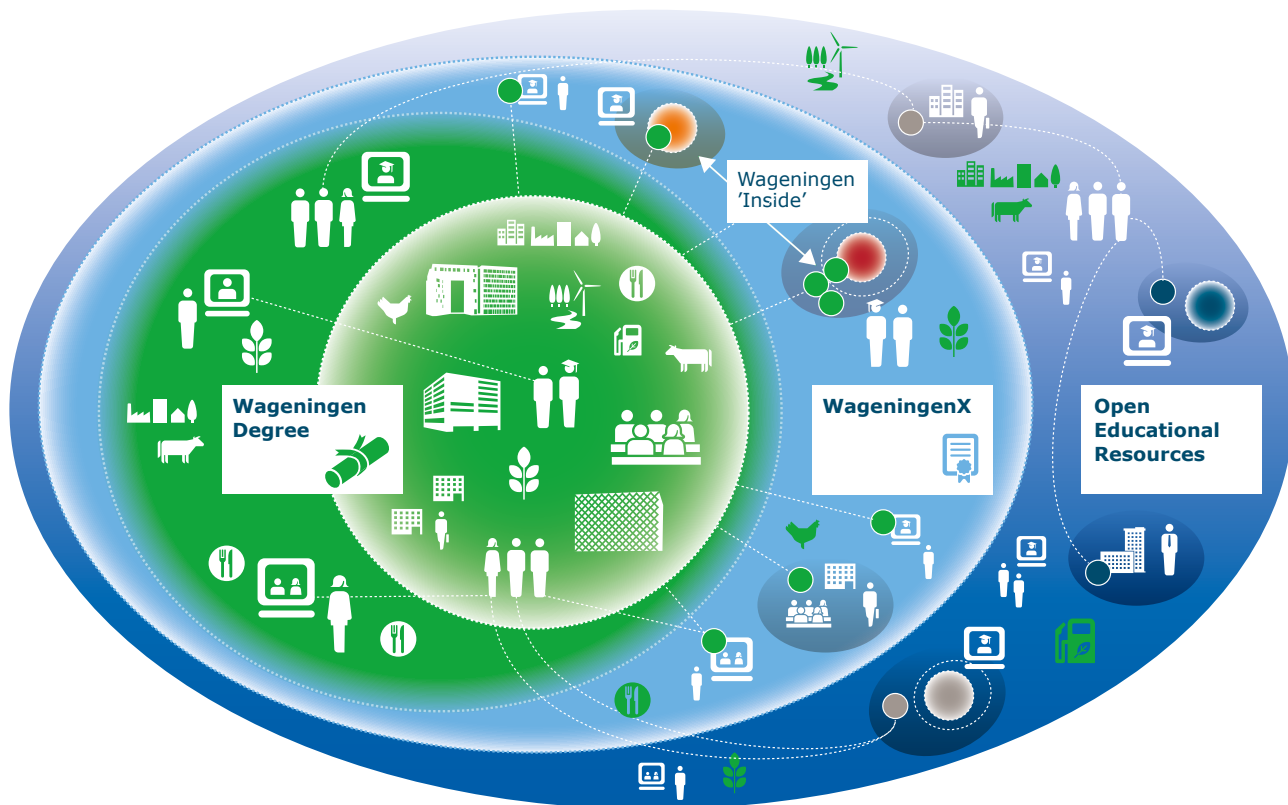 Wageningen
'Inside'
Wageningen
Degree
WageningenX
Open
Educational
Resources